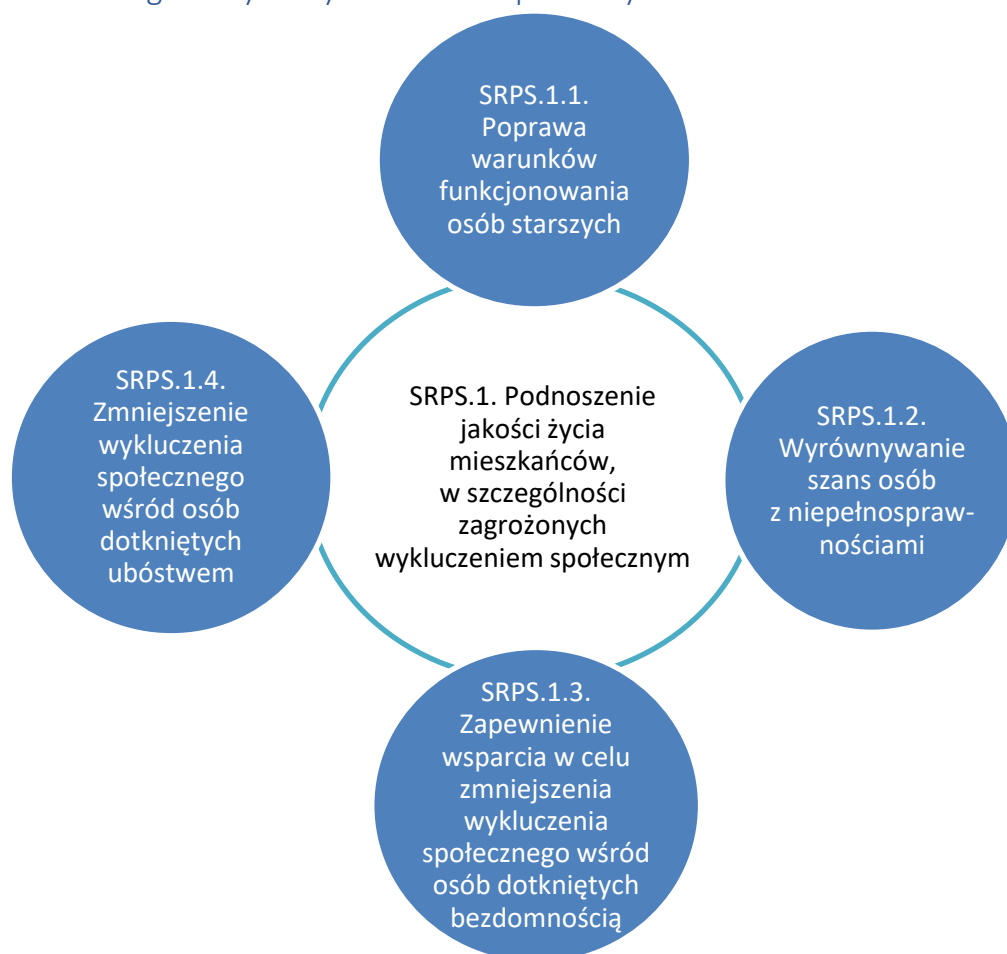 SRPS.1.1.
Poprawa
warunków
funkcjonowania
osób starszych
SRPS.1.4.
Zmniejszenie
wykluczenia
społecznego
wśród osób
dotkniętych
ubóstwem
SRPS.1. Podnoszenie
jakości życia
mieszkańców,
w szczególności
zagrożonych
wykluczeniem społecznym
SRPS.1.2.
Wyrównywanie
szans osób
z niepełnospraw-
nościami
SRPS.1.3.
Zapewnienie
wsparcia w celu
zmniejszenia
wykluczenia
społecznego wśród
osób dotkniętych
bezdomnością